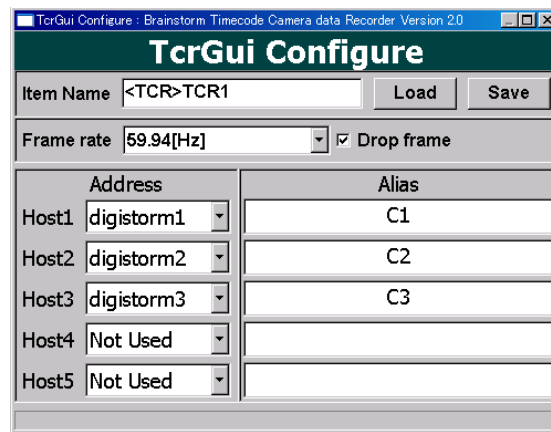 TcrGui Configure : Brainstorm Timecode Camera data Recorder Version 2.0
TcrGui Configure
Item Name <TCR>TCR1 Load Save
Frame rate 59.94[Hz] Drop frame
Address Alias
Host1 digistorm1 C1
Host2 digistorm2 C2
Host3 digistorm3 C3
Host4 Not Used
Host5 Not Used